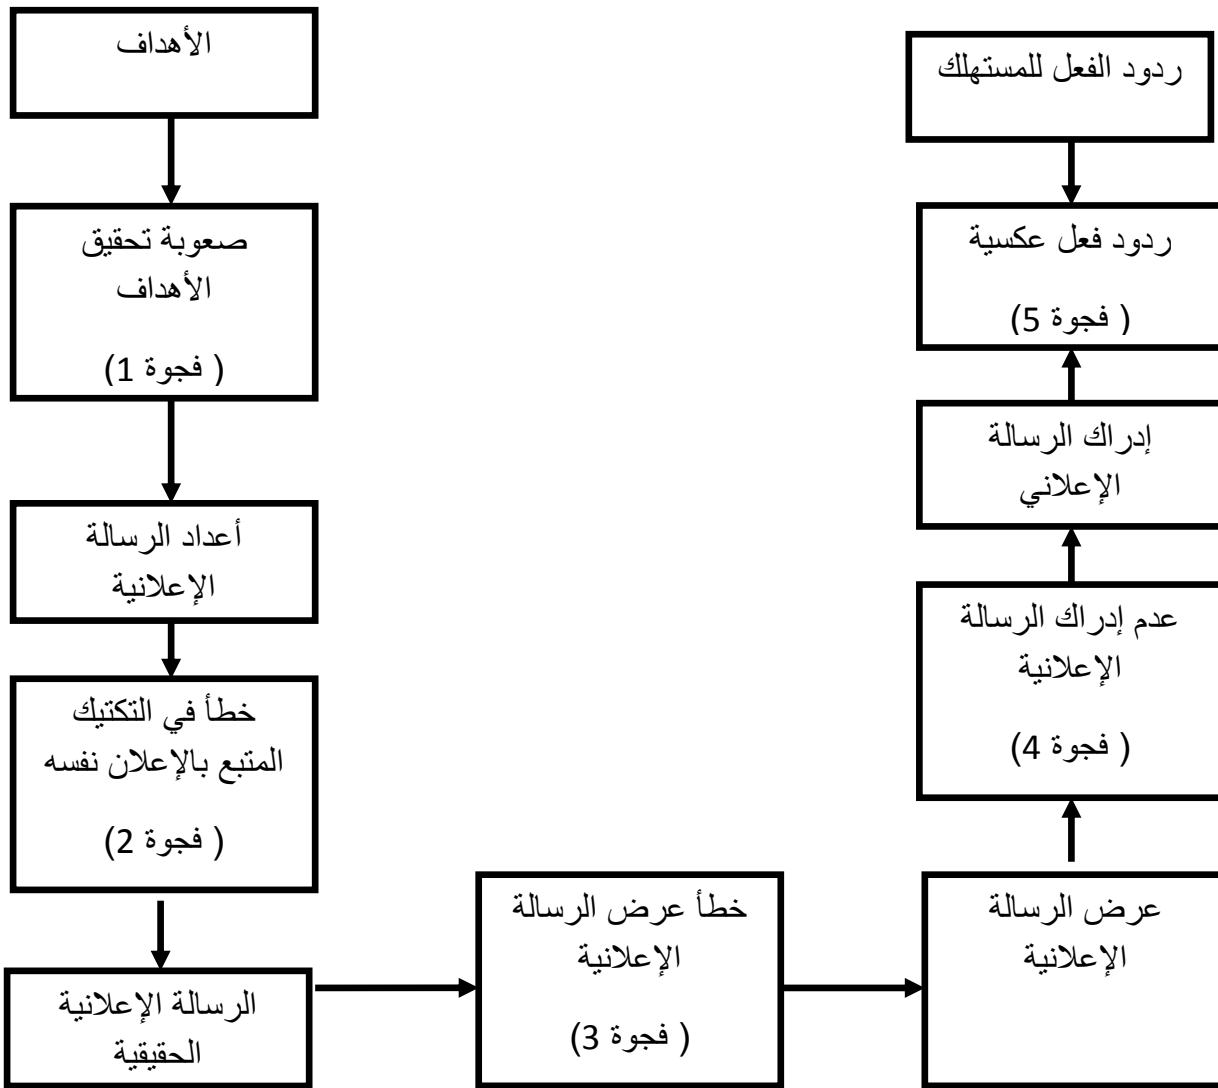 الأهداف
صعوبة تحقيق
الأهداف
( فجوة 1)
أعداد الرسالة
الإعلانية
خطأ في التكتيك
المتبع بالإعلان نفسه
( فجوة 2)
الرسالة الإعلانية
الحقيقية
خطأ عرض الرسالة
الإعلانية
( فجوة 3)
عرض الرسالة
الإعلانية
عدم إدراك الرسالة
الإعلانية
( فجوة 4)
إدراك الرسالة
الإعلاني
ردود فعل عكسية
( فجوة 5)
ردود الفعل للمستهلك